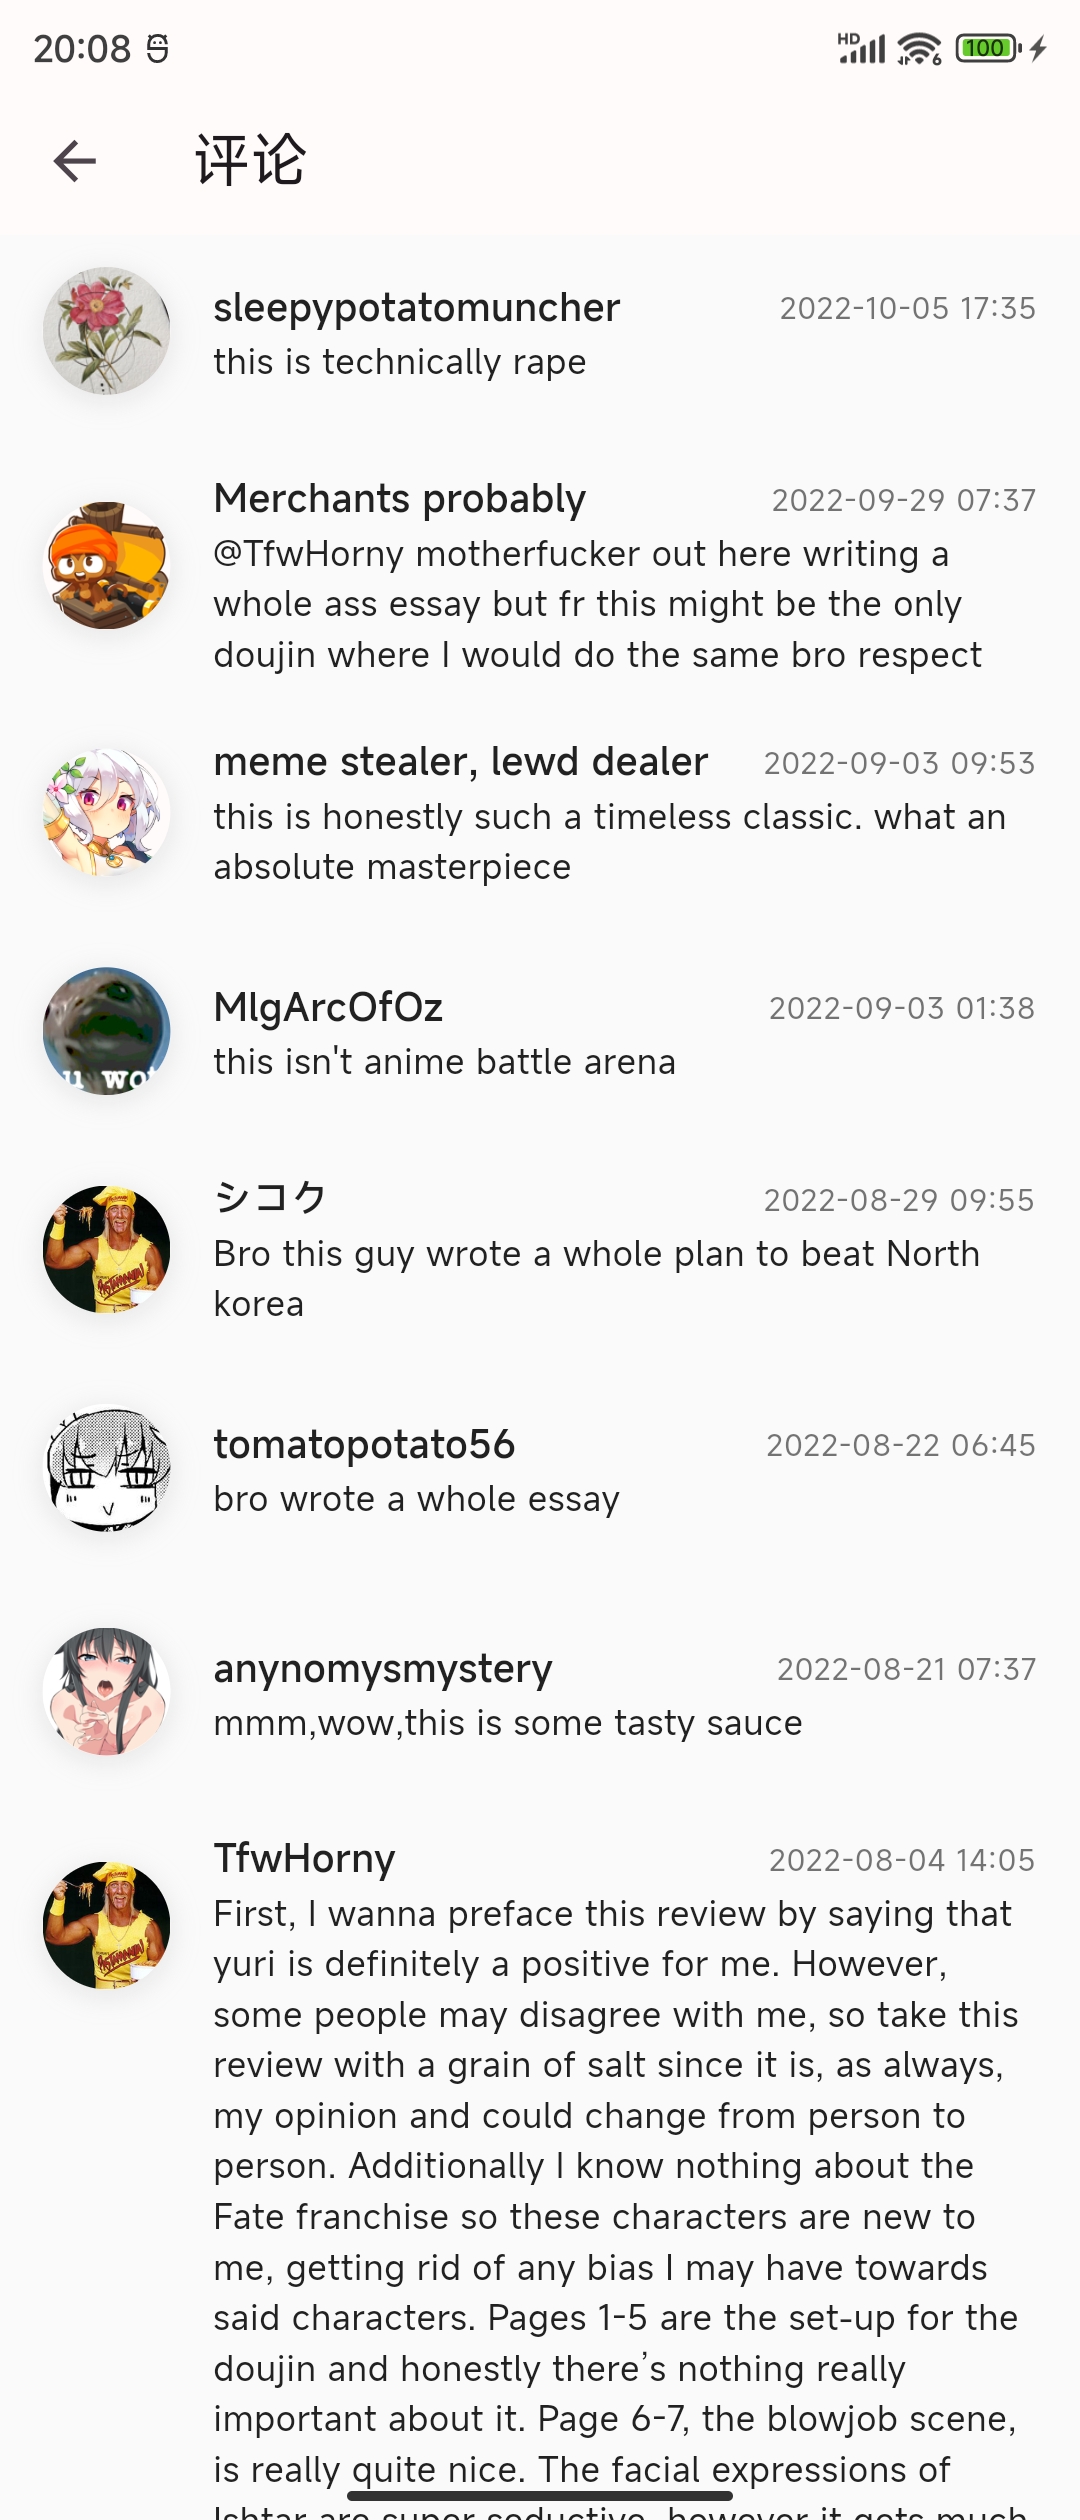 20:08
HD
6
100
评论
sleepypotatomuncher
2022-10-05 17:35
this is technically rape
Merchants probably
2022-09-29 07:37
@TfwHorny motherfucker out here writing a
whole ass essay but fr this might be the only
doujin where I would do the same bro respect
meme stealer, lewd dealer
2022-09-03 09:53
this is honestly such a timeless classic. what an
absolute masterpiece
MlgArcOfOz
2022-09-03 01:38
this isn't anime battle arena
u wot
シコク
2022-08-29 09:55
Bro this guy wrote a whole plan to beat North
korea
tomatopotato56
2022-08-22 06:45
bro wrote a whole essay
anynomysmystery
2022-08-21 07:37
mmm,wow,this is some tasty sauce
TfwHorny
2022-08-04 14:05
First, I wanna preface this review by saying that
yuri is definitely a positive for me. However,
some people may disagree with me, so take this
review with a grain of salt since it is, as always,
my opinion and could change from person to
person. Additionally I know nothing about the
Fate franchise so these characters are new to
me, getting rid of any bias I may have towards
said characters. Pages 1-5 are the set-up for the
doujin and honestly there’s nothing really
important about it. Page 6-7, the blowjob scene,
is really quite nice. The facial expressions of
Ishtar are super seductive, however it gets much